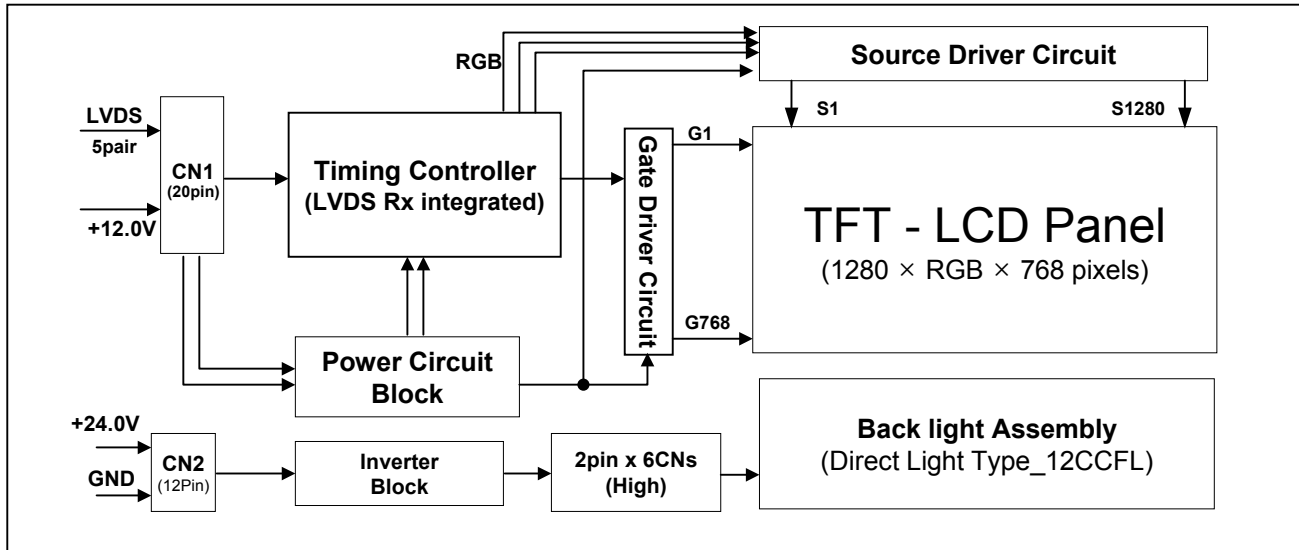 RGB
Source Driver Circuit
S1
S1280
LVDS
5pair
CN1
(20pin)
+12.0V
Timing Controller
(LVDS Rx integrated)
G1
Gate Driver Circuit
G768
TFT - LCD Panel
(1280 × RGB × 768 pixels)
Power Circuit
Block
+24.0V
GND
CN2
(12Pin)
Inverter
Block
2pin x 6CNs
(High)
Back light Assembly
(Direct Light Type_12CCFL)